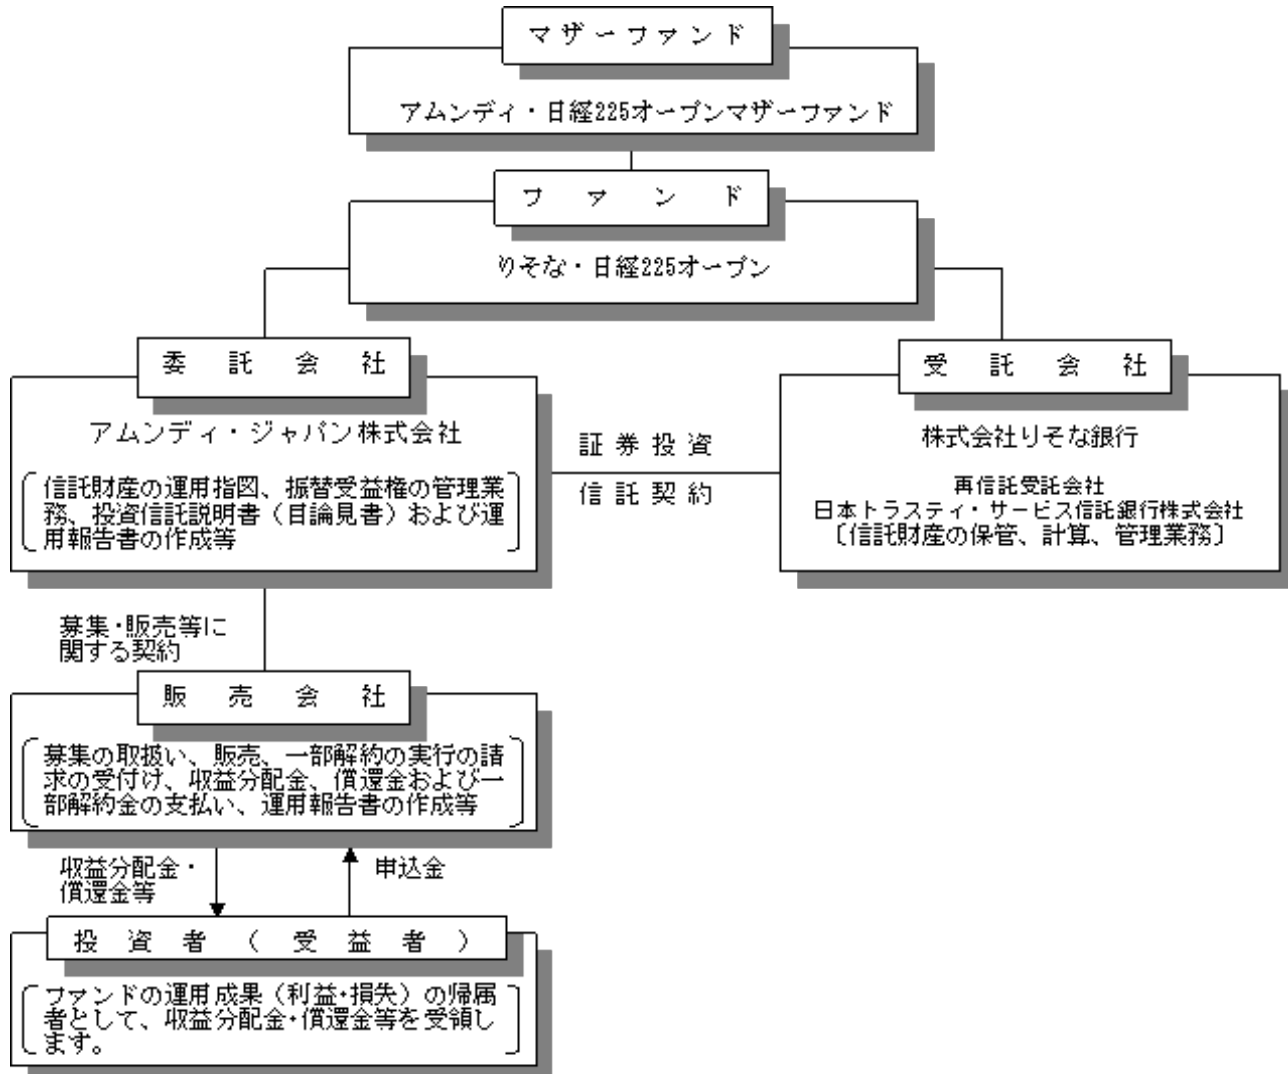 マザーファンド
アムンディ・日経225オープンマザーファンド
ファンド
りそな・日経225オープン
委託会社
アムンディ・ジャパン株式会社
信託財産の運用指図、振替受益権の管理業
務、投資信託説明書（目論見書）および運
用報告書の作成等
証券投資
信託契約
受託会社
株式会社りそな銀行
再信託受託会社
日本トラスティ・サービス信託銀行株式会社
〔信託財産の保管、計算、管理業務〕
募集・販売等に
関する契約
販売会社
募集の取扱い、販売、一部解約の実行の請
求の受付け、収益分配金、償還金および一
部解約金の支払い、運用報告書の作成等
収益分配金・
償還金等
申込金
投資者（受益者）
ファンドの運用成果（利益・損失）の帰属
者として、収益分配金・償還金等を受領し
ます。